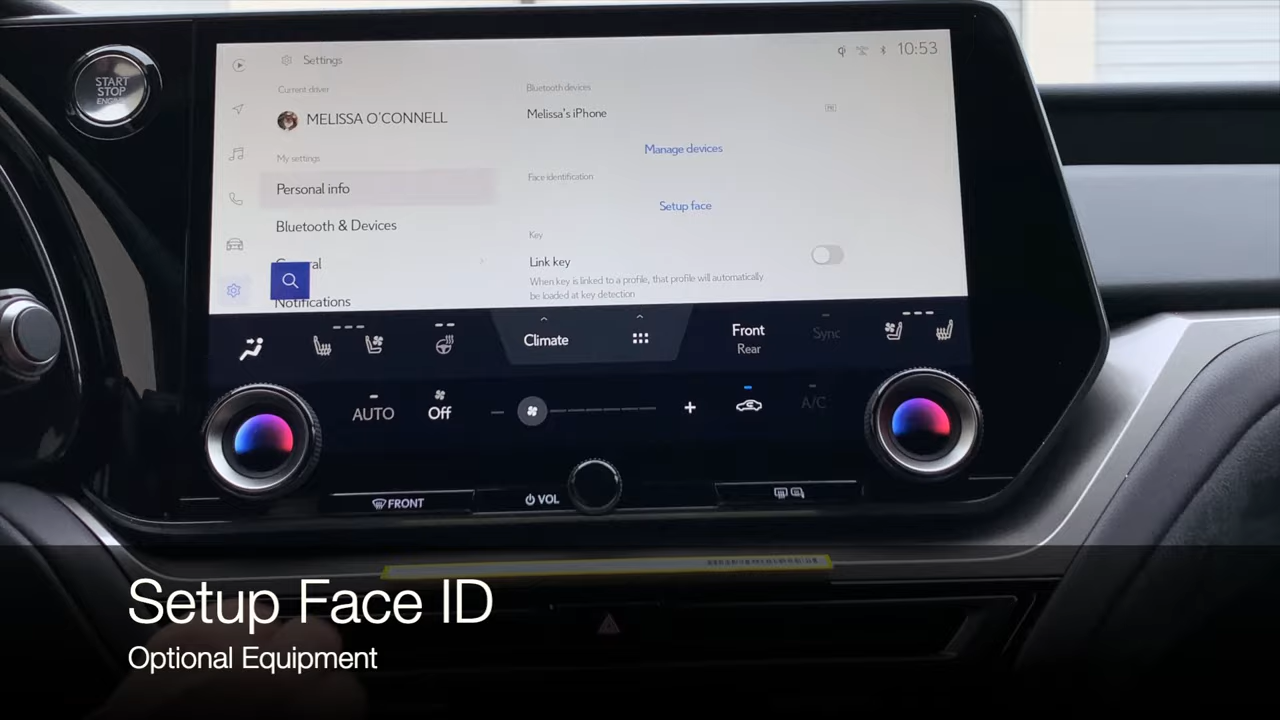 START
STOP
ENGINE
Settings
10:53
Current driver
MELISSA O'CONNELL
My settings
Personal info
Bluetooth & Devices
General
Notifications
Bluetooth devices
Melissa's iPhone
Manage devices
Face identification
Setup face
Key
Link key
When key is linked to a profile, that profile will automatically
be loaded at key detection
Climate
Front
Rear
Sync
AUTO
Off
A/C
FRONT
VOL
Setup Face ID
Optional Equipment